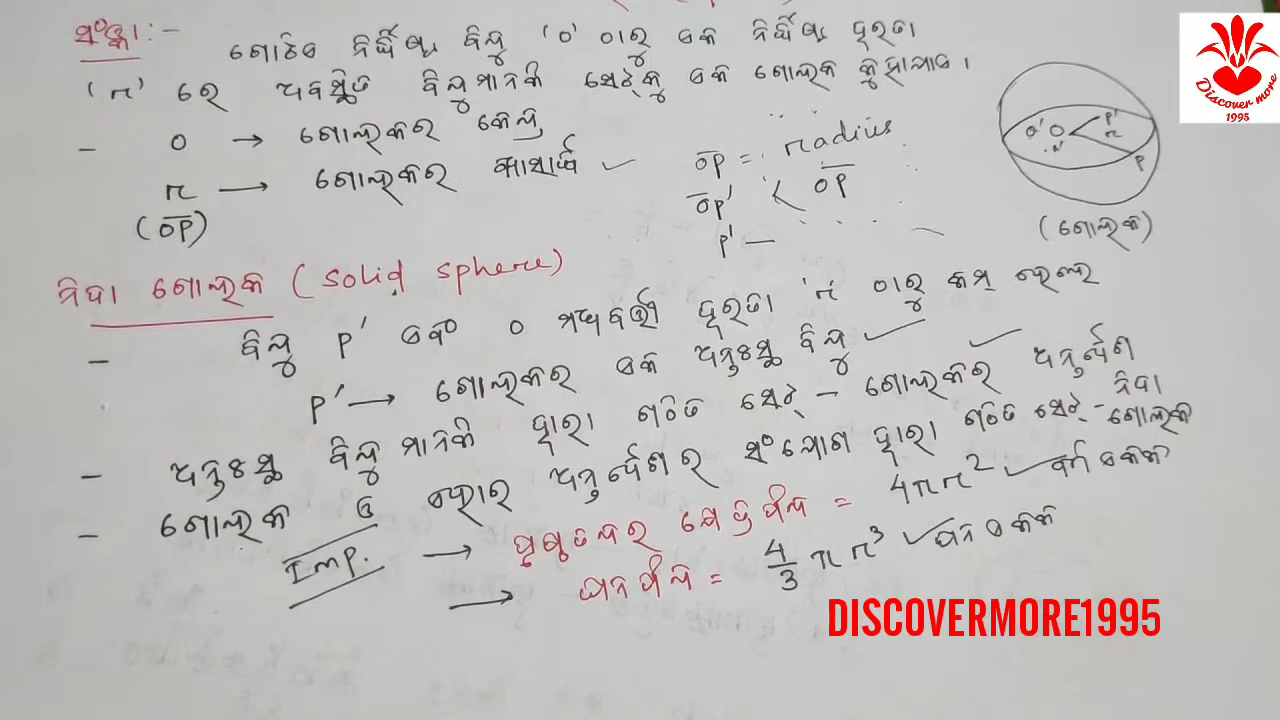 ସଂଜ୍ଞା:-
ଗୋଟିଏ ନିର୍ଦ୍ଦିଷ୍ଟ ବିନ୍ଦୁ 'O' ଠାରୁ ଏକ ନିର୍ଦ୍ଦିଷ୍ଟ ଦୂରତା
'r' ରେ ଅବସ୍ଥିତ ବିନ୍ଦୁମାନଙ୍କ ସେଟ୍‌କୁ ଏକ ଗୋଲକ କୁହାଯାଏ।
- O → ଗୋଲକର କେନ୍ଦ୍ର
r → ଗୋଲକର ବ୍ୟାସାର୍ଦ୍ଧ ✓
(OP)
OP = radius
OP' < OP
P' —
O' O P' r r' P
(ଗୋଲକ)
ନିଦା ଗୋଲକ (solid sphere)
- ବିନ୍ଦୁ P' ଏବଂ O ମଧ୍ୟବର୍ତ୍ତୀ ଦୂରତା 'r' ଠାରୁ କମ୍ ହେଲେ
P' → ଗୋଲକର ଏକ ଅନ୍ତଃସ୍ଥ ବିନ୍ଦୁ ✓
- ଅନ୍ତଃସ୍ଥ ବିନ୍ଦୁମାନଙ୍କ ଦ୍ୱାରା ଗଠିତ ସେଟ୍ - ଗୋଲକର ଅନ୍ତର୍ଦେଶ
- ଗୋଲକ ଓ ଏହାର ଅନ୍ତର୍ଦେଶର ସଂଯୋଗ ଦ୍ୱାରା ଗଠିତ ସେଟ୍ - ନିଦା ଗୋଲକ
Imp. → ପୃଷ୍ଠତଳର କ୍ଷେତ୍ରଫଳ = 4πr² ✓ ବର୍ଗ ଏକକ
→ ଘନଫଳ = 4/3 πr³ ✓ ଘନ ଏକକ
Discover more
1995
DISCOVERMORE1995